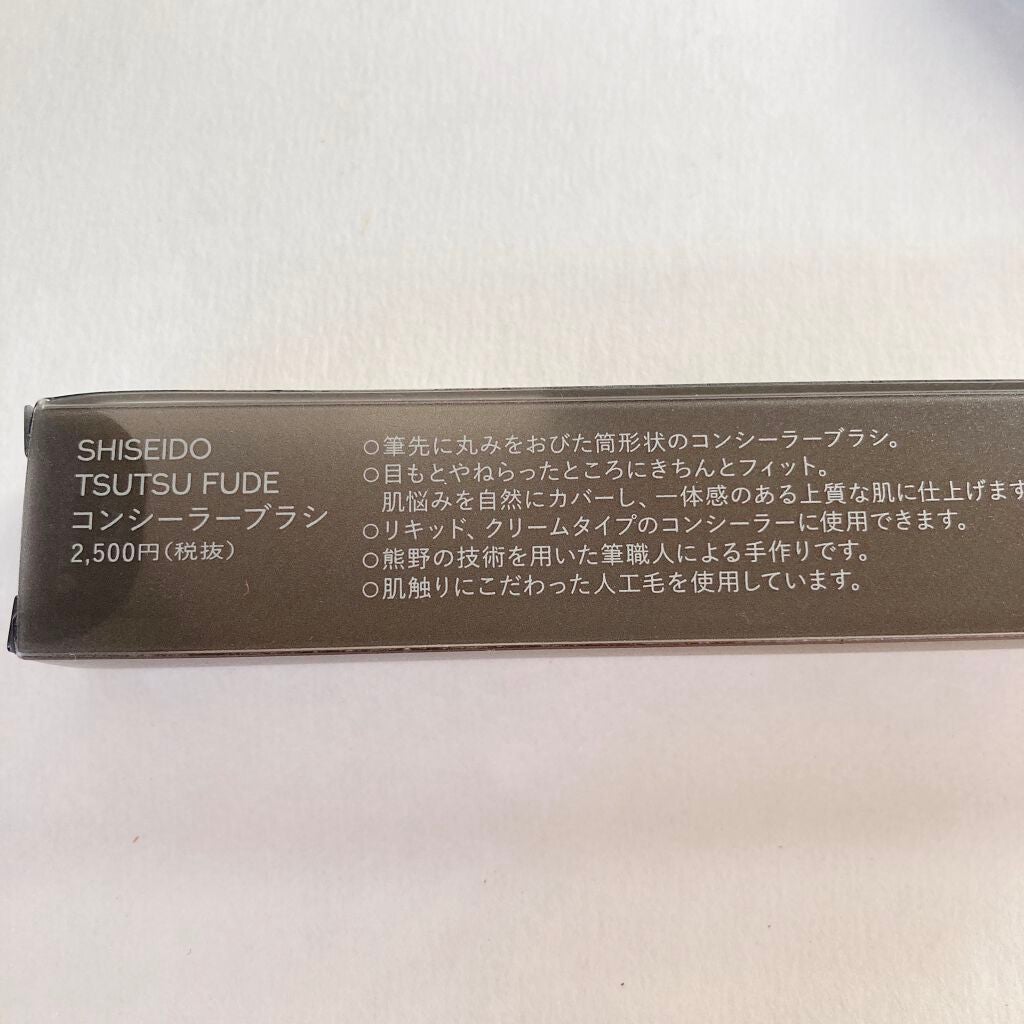 SHISEIDO
TSUTSU FUDE
コンシーラーブラシ
2,500円(税抜)
○筆先に丸みをおびた筒形状のコンシーラーブラシ。
○目もとやねらったところにきちんとフィット。
肌悩みを自然にカバーし、一体感のある上質な肌に仕上げます
○リキッド、クリームタイプのコンシーラーに使用できます。
○熊野の技術を用いた筆職人による手作りです。
○肌触りにこだわった人工毛を使用しています。